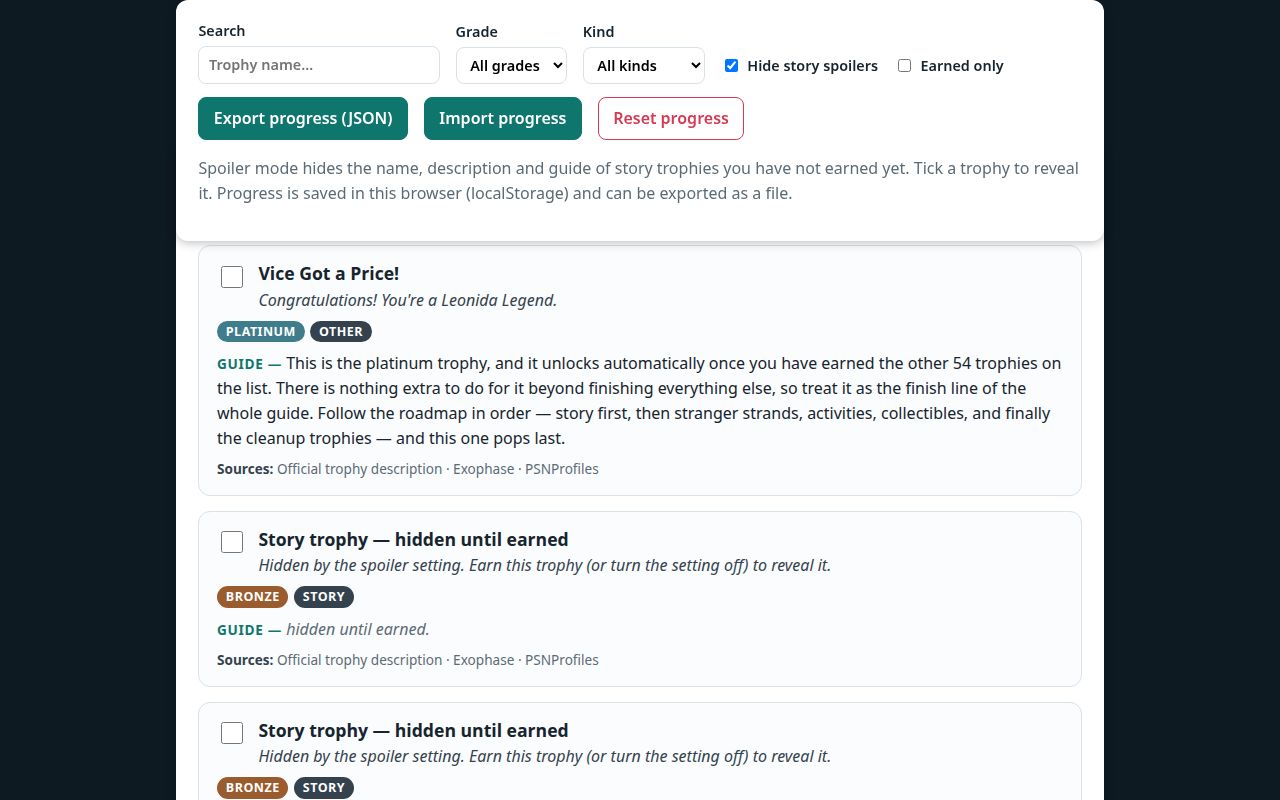 Search
Grade
Kind
Trophy name...
All grades
All kinds
Hide story spoilers
Earned only
Export progress (JSON)
Import progress
Reset progress
Spoiler mode hides the name, description and guide of story trophies you have not earned yet. Tick a trophy to reveal
it. Progress is saved in this browser (localStorage) and can be exported as a file.
Vice Got a Price!
Congratulations! You're a Leonida Legend.
PLATINUM
OTHER
GUIDE — This is the platinum trophy, and it unlocks automatically once you have earned the other 54 trophies on
the list. There is nothing extra to do for it beyond finishing everything else, so treat it as the finish line of the
whole guide. Follow the roadmap in order — story first, then stranger strands, activities, collectibles, and finally
the cleanup trophies — and this one pops last.
Sources: Official trophy description · Exophase · PSNProfiles
Story trophy — hidden until earned
Hidden by the spoiler setting. Earn this trophy (or turn the setting off) to reveal it.
BRONZE
STORY
GUIDE — hidden until earned.
Sources: Official trophy description · Exophase · PSNProfiles
Story trophy — hidden until earned
Hidden by the spoiler setting. Earn this trophy (or turn the setting off) to reveal it.
BRONZE
STORY